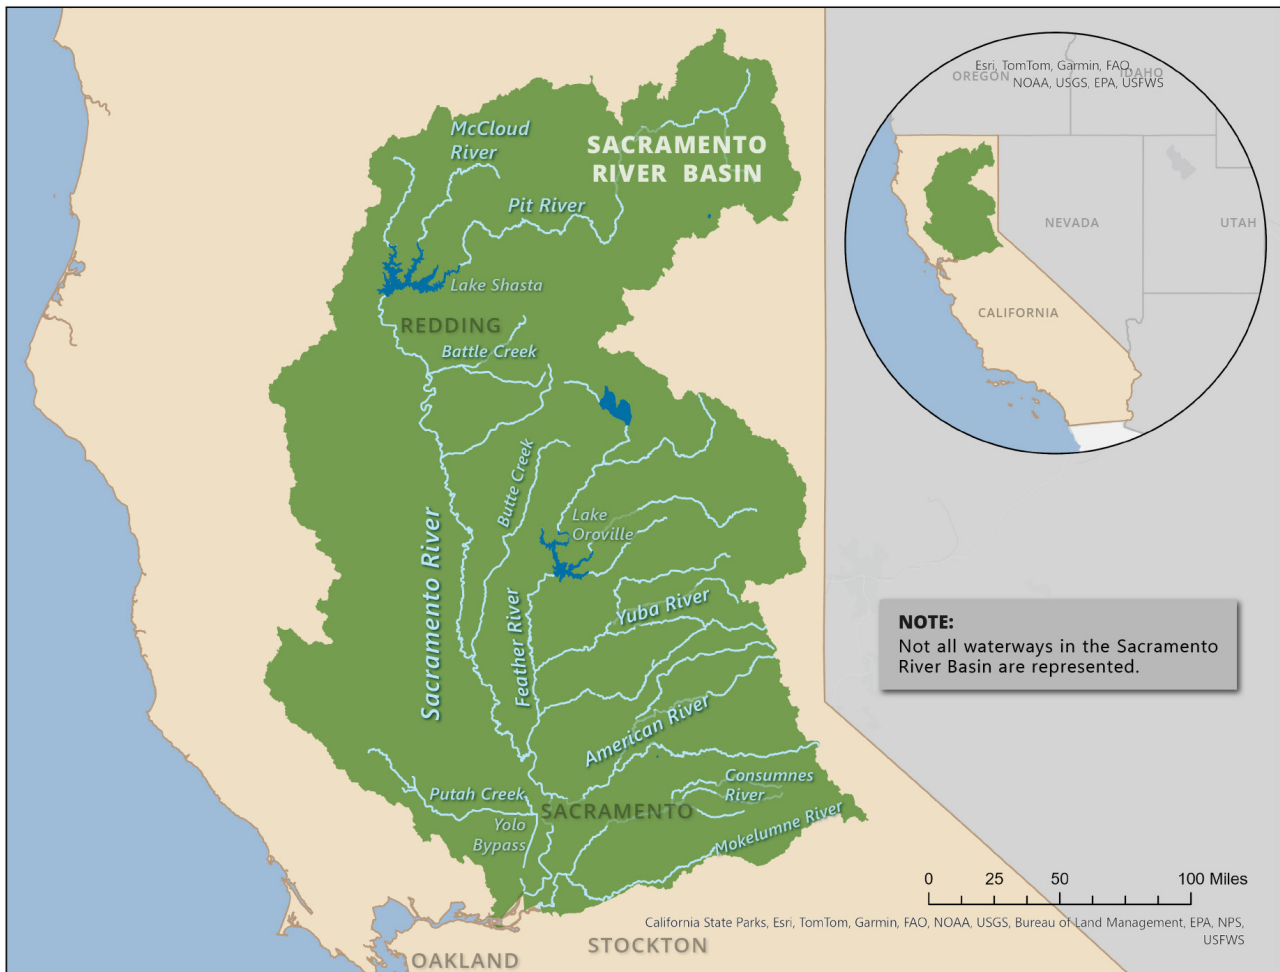 Esri, TomTom, Garmin, FAO,
NOAA, USGS, EPA, USFWS
OREGON
IDAHO
NEVADA
UTAH
CALIFORNIA
McCloud
River
SACRAMENTO
RIVER BASIN
Pit River
Lake Shasta
REDDING
Battle Creek
Butte Creek
Sacramento River
Lake
Oroville
Feather River
Yuba River
American River
Consumnes
River
Putah Creek
SACRAMENTO
Yolo
Bypass
Mokelumne River
NOTE:
Not all waterways in the Sacramento
River Basin are represented.
0 25 50 100 Miles
California State Parks, Esri, TomTom, Garmin, FAO, NOAA, USGS, Bureau of Land Management, EPA, NPS,
USFWS
STOCKTON
OAKLAND